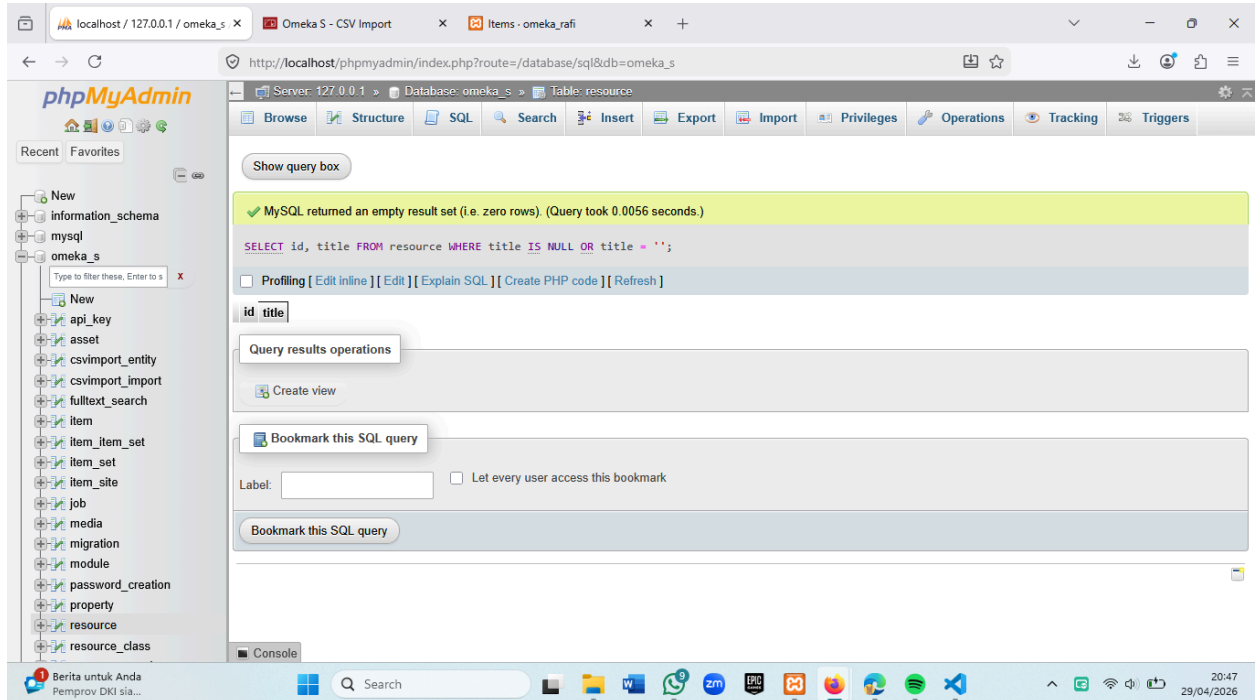 localhost / 127.0.0.1 / omeka_s
Omeka S - CSV Import
Items · omeka_rafi
http://localhost/phpmyadmin/index.php?route=/database/sql&db=omeka_s
phpMyAdmin
Recent Favorites
New
information_schema
mysql
omeka_s
Type to filter these, Enter to s X
New
api_key
asset
csvimport_entity
csvimport_import
fulltext_search
item
item_item_set
item_set
item_site
job
media
migration
module
password_creation
property
resource
resource_class
Server: 127.0.0.1 » Database: omeka_s » Table: resource
Browse Structure SQL Search Insert Export Import Privileges Operations Tracking Triggers
Show query box
MySQL returned an empty result set (i.e. zero rows). (Query took 0.0056 seconds.)
SELECT id, title FROM resource WHERE title IS NULL OR title = '';
Profiling [ Edit inline ] [ Edit ] [ Explain SQL ] [ Create PHP code ] [ Refresh ]
id title
Query results operations
Create view
Bookmark this SQL query
Label:
Let every user access this bookmark
Bookmark this SQL query
Console
1
Berita untuk Anda
Pemprov DKI sia...
Search
W
9
zm
EPIC
GAMES
20:47
29/04/2026